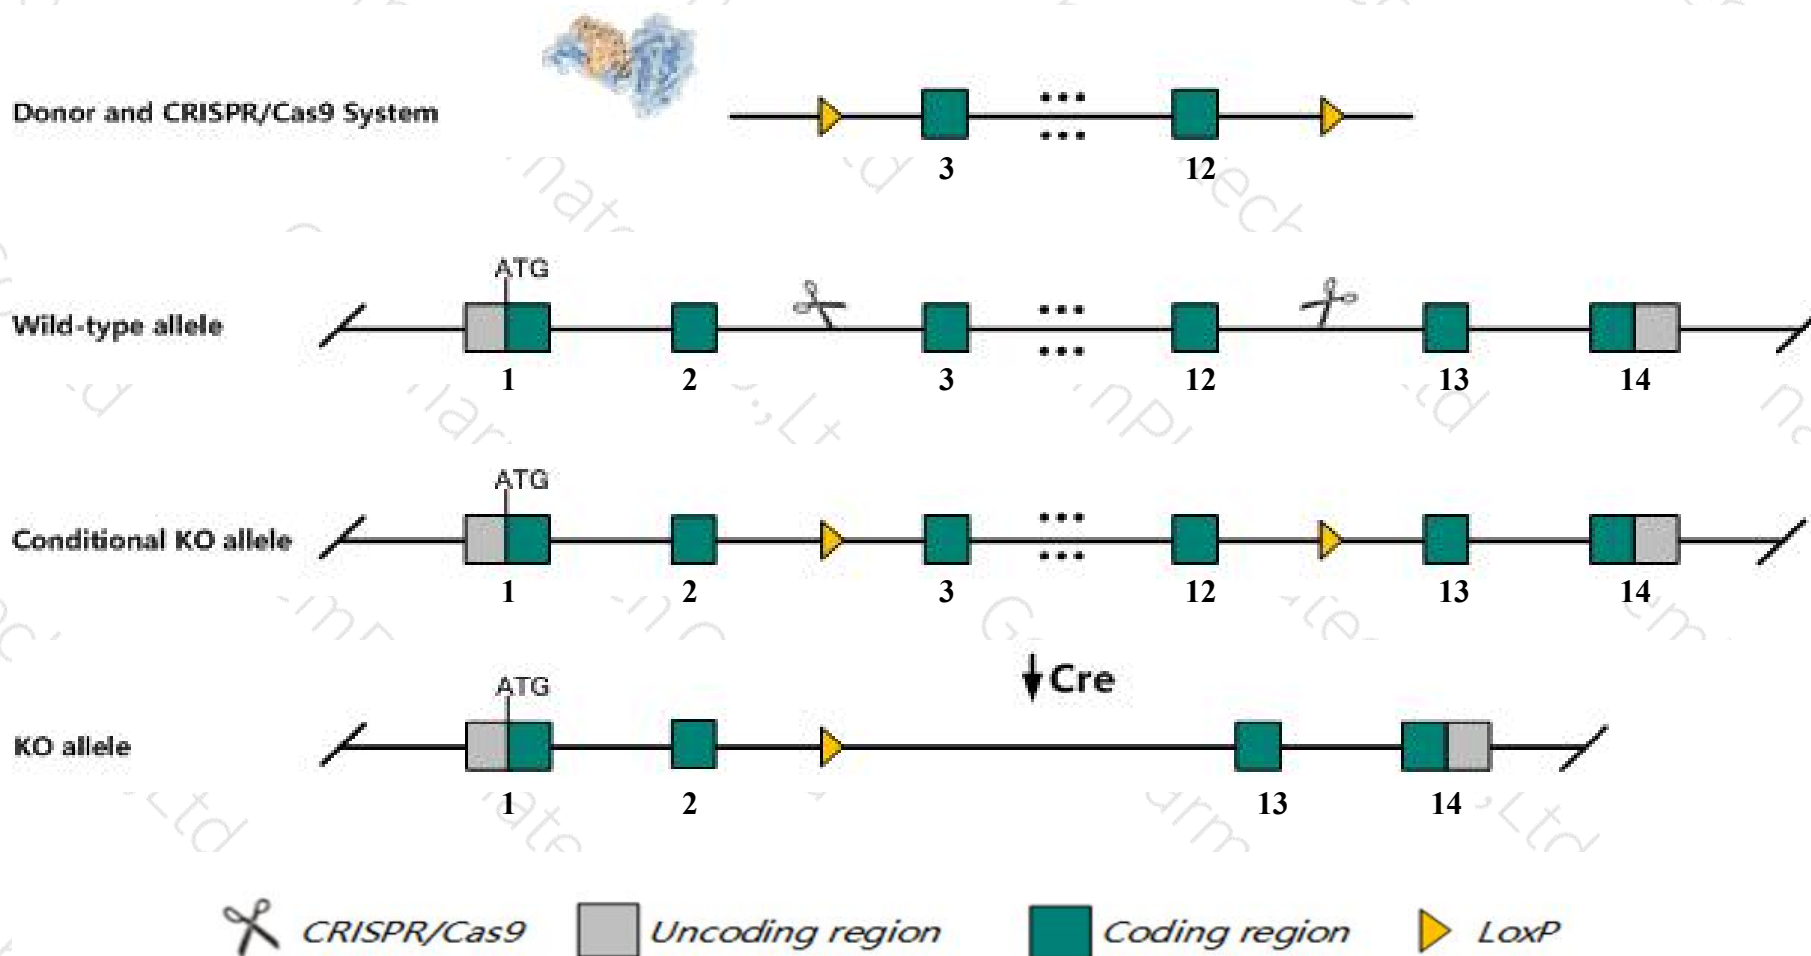 Donor and CRISPR/Cas9 System
3 12
ATG
Wild-type allele
1 2 3 12 13 14
ATG
Conditional KO allele
1 2 3 12 13 14
Cre
ATG
KO allele
1 2 13 14
CRISPR/Cas9 Uncoding region Coding region LoxP